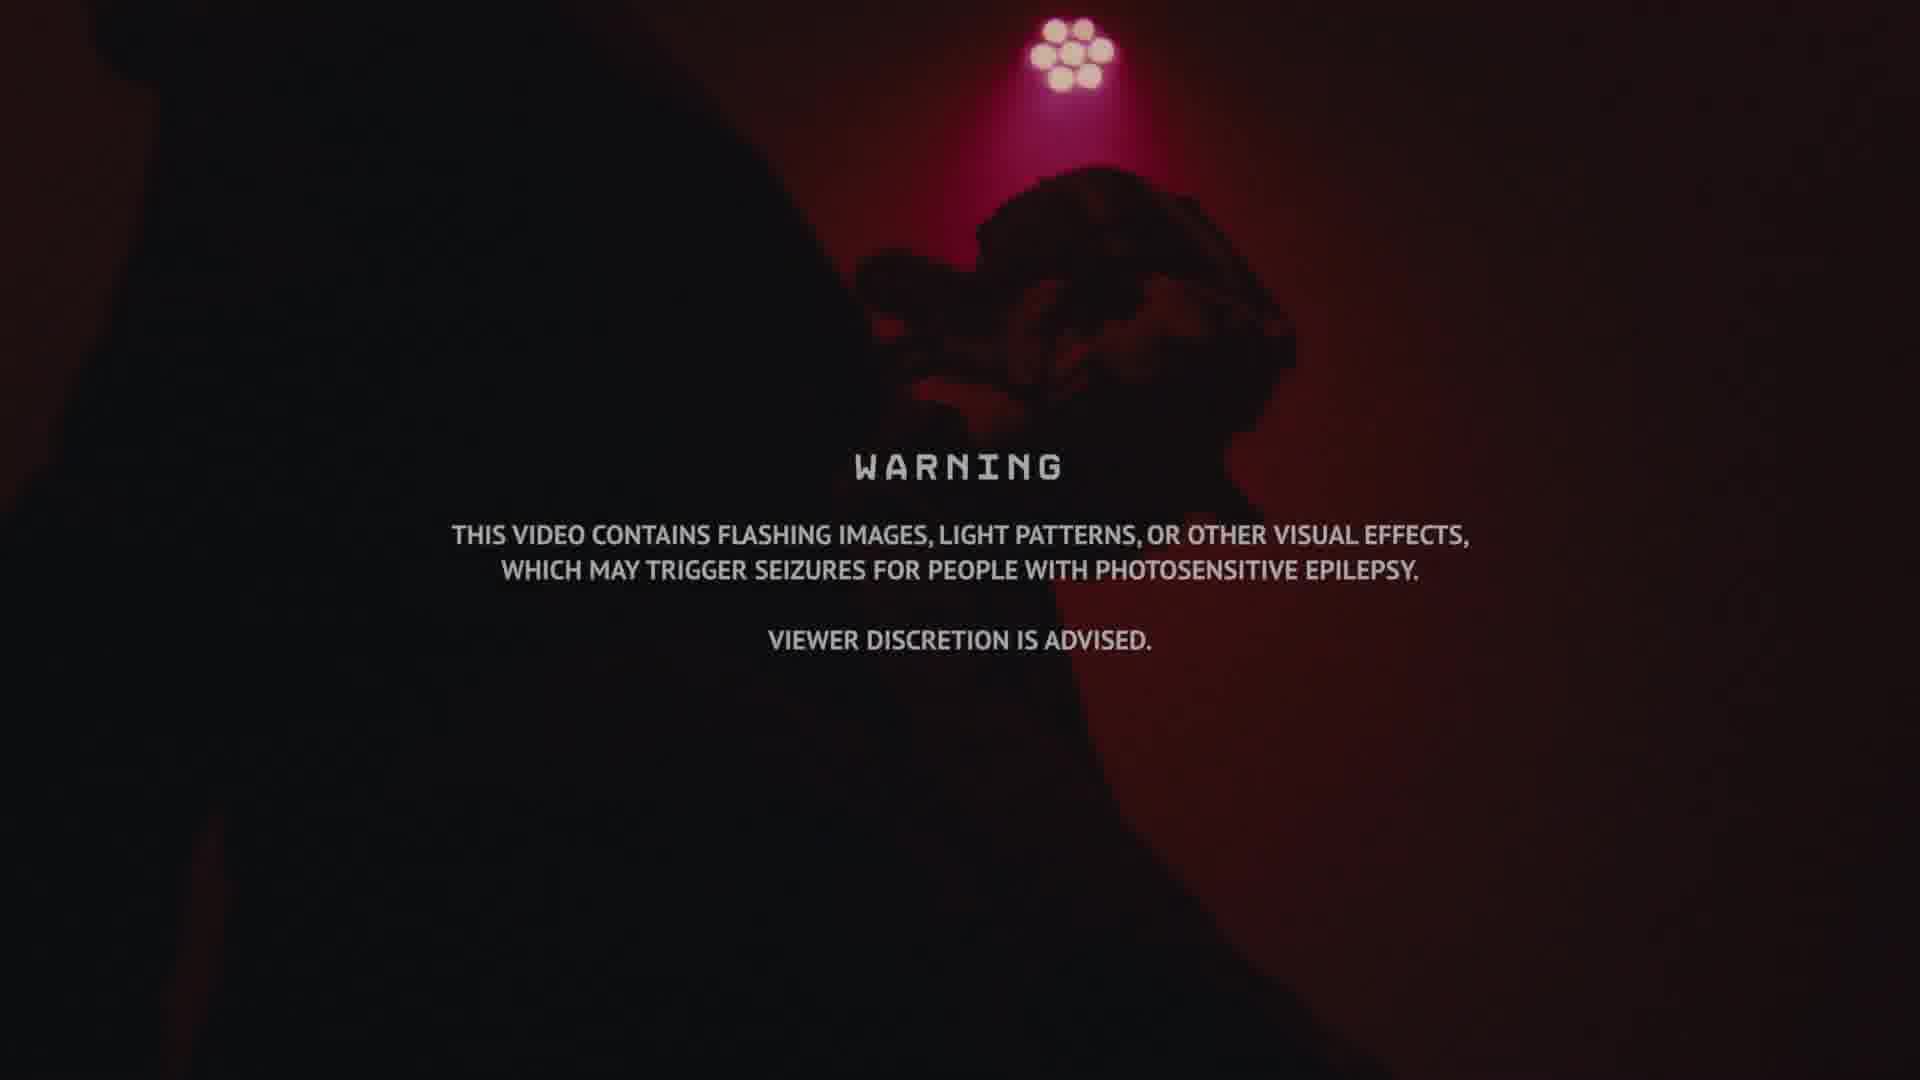 WARNING
THIS VIDEO CONTAINS FLASHING IMAGES, LIGHT PATTERNS, OR OTHER VISUAL EFFECTS,
WHICH MAY TRIGGER SEIZURES FOR PEOPLE WITH PHOTOSENSITIVE EPILEPSY.
VIEWER DISCRETION IS ADVISED.